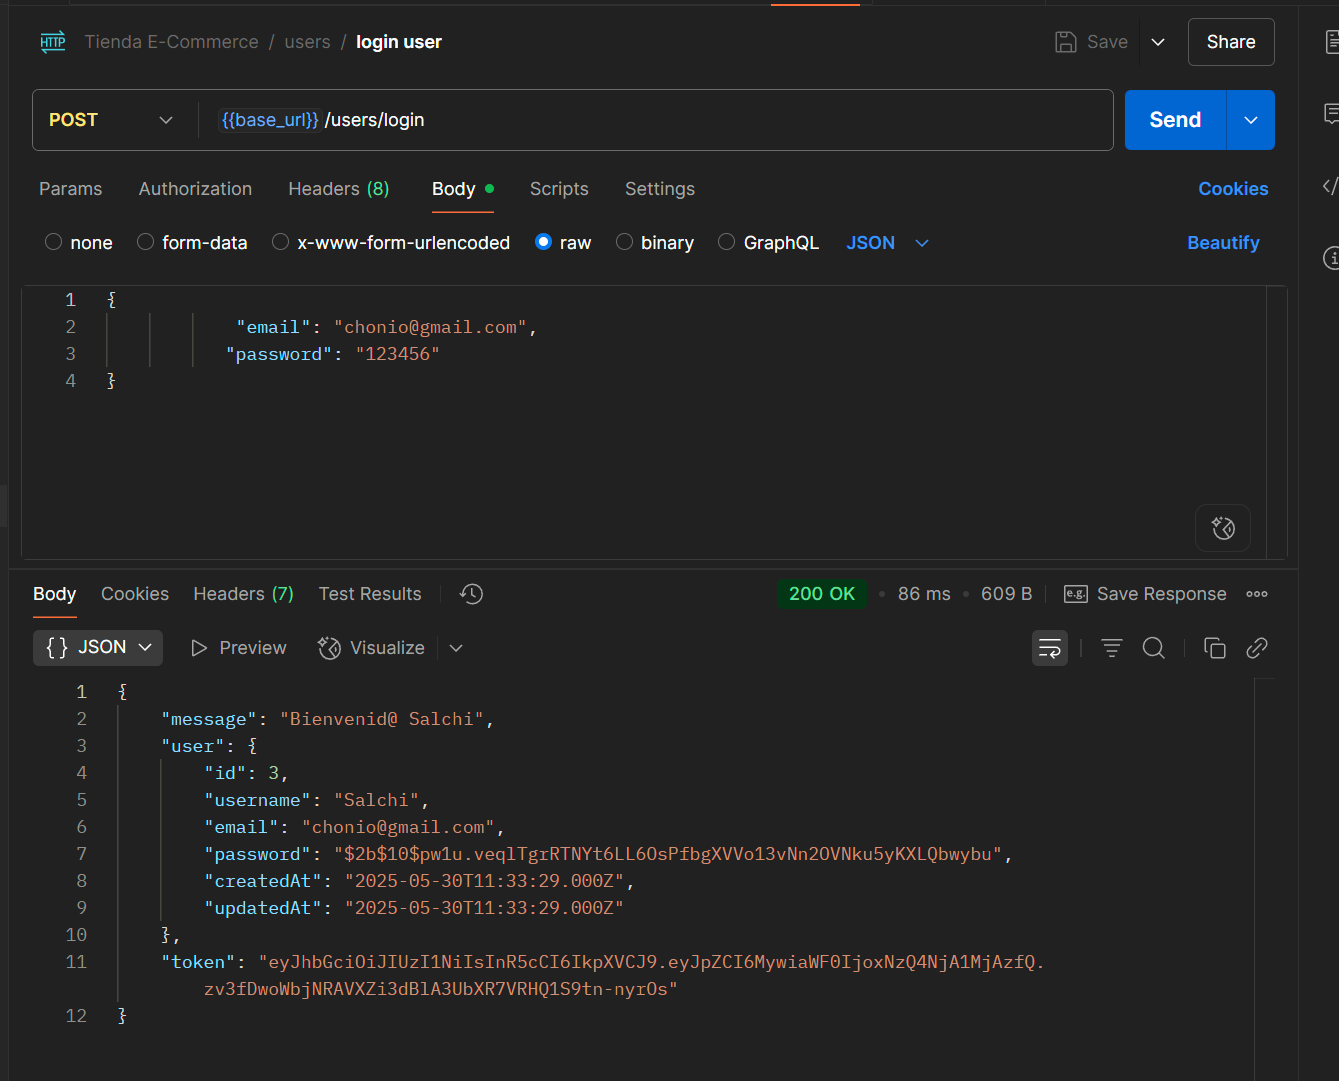 HTTP Tienda E-Commerce / users / login user Save Share
POST {{base_url}} /users/login Send
Params Authorization Headers (8) Body Scripts Settings Cookies
none form-data x-www-form-urlencoded raw binary GraphQL JSON Beautify
1 {
2 "email": "chonio@gmail.com",
3 "password": "123456"
4 }
Body Cookies Headers (7) Test Results 200 OK • 86 ms • 609 B e.g. Save Response
{} JSON Preview Visualize
1 {
2 "message": "Bienvenid@ Salchi",
3 "user": {
4 "id": 3,
5 "username": "Salchi",
6 "email": "chonio@gmail.com",
7 "password": "$2b$10$pw1u.veqlTgrRTNYt6LL6OsPfbgXVVo13vNn2OVNku5yKXLQbwybu",
8 "createdAt": "2025-05-30T11:33:29.000Z",
9 "updatedAt": "2025-05-30T11:33:29.000Z"
10 },
11 "token": "eyJhbGciOiJIUzI1NiIsInR5cCI6IkpXVCJ9.eyJpZCI6MywiaWF0IjoxNzQ4NjA1MjAzfQ.
zv3fDwoWbjNRAVXZi3dBlA3UbXR7VRHQ1S9tn-nyrOs"
12 }